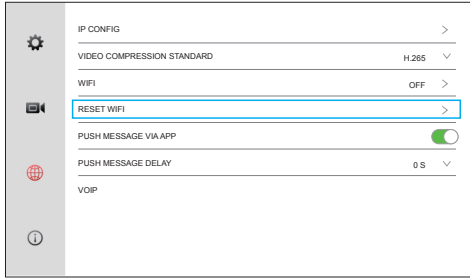 IP CONFIG
VIDEO COMPRESSION STANDARD H.265
WIFI OFF
RESET WIFI
PUSH MESSAGE VIA APP
PUSH MESSAGE DELAY 0 S
VOIP